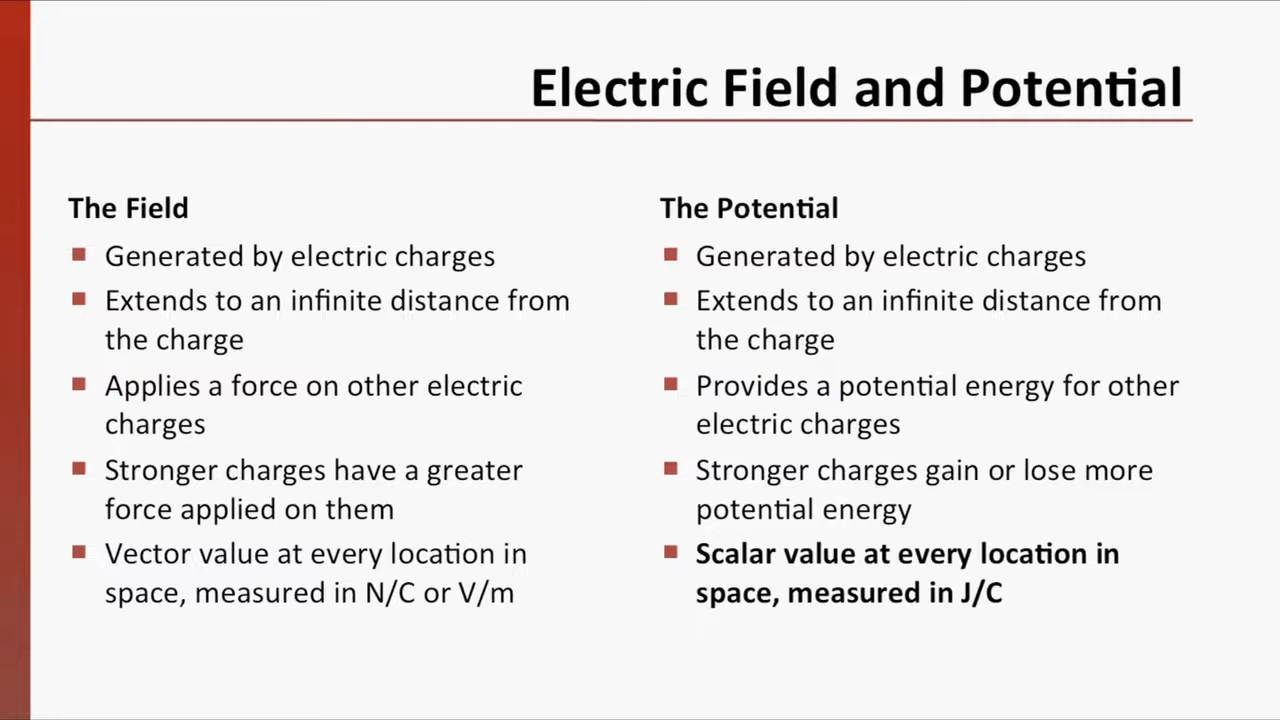 Electric Field and Potential
The Field
Generated by electric charges
Extends to an infinite distance from
the charge
Applies a force on other electric
charges
Stronger charges have a greater
force applied on them
Vector value at every location in
space, measured in N/C or V/m
The Potential
Generated by electric charges
Extends to an infinite distance from
the charge
Provides a potential energy for other
electric charges
Stronger charges gain or lose more
potential energy
Scalar value at every location in
space, measured in J/C